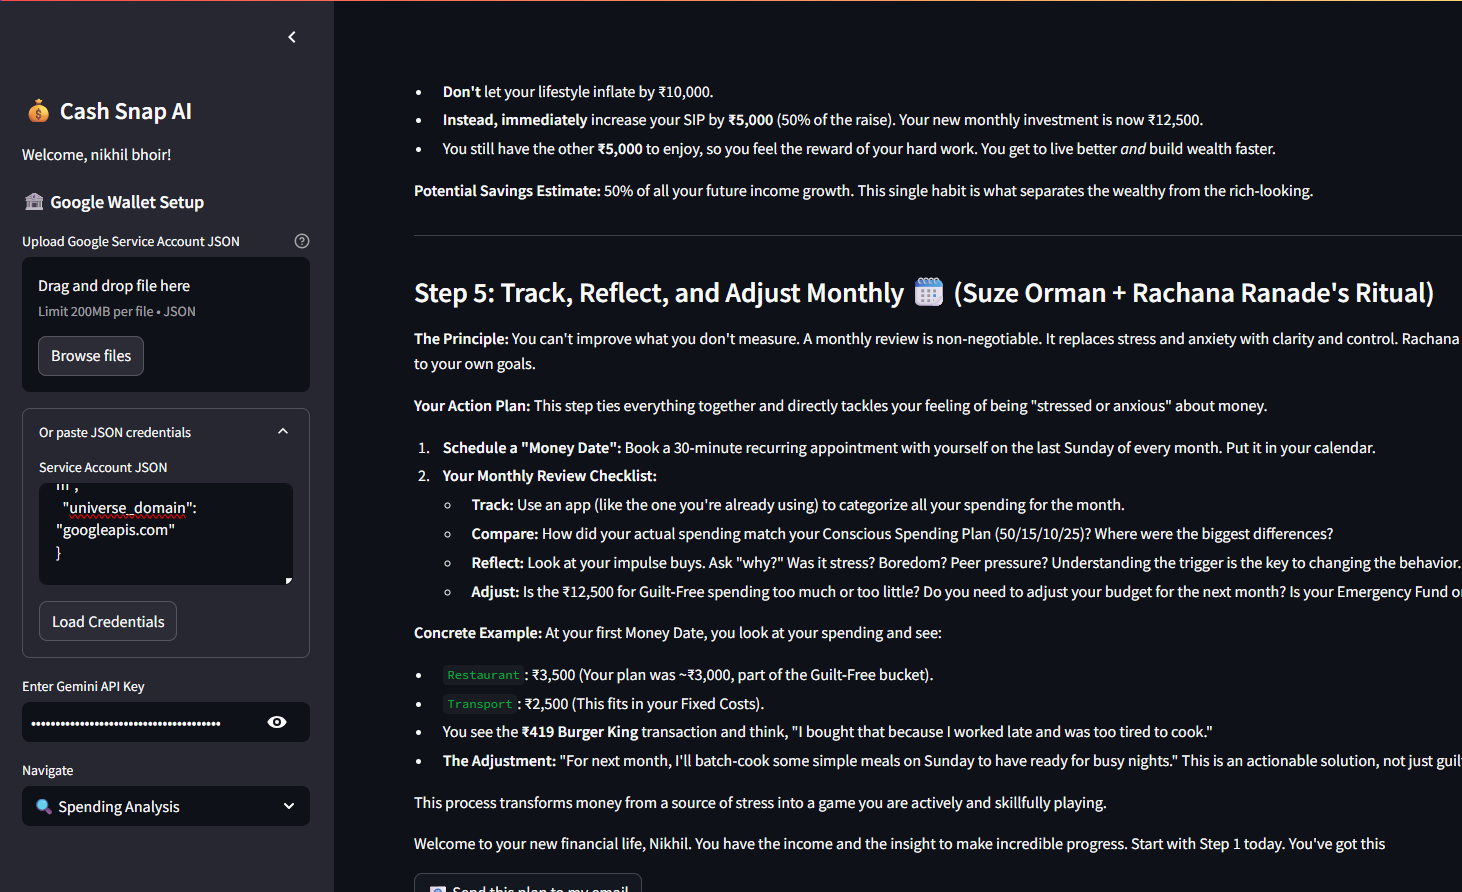 Cash Snap AI
Welcome, nikhil bhoir!
Google Wallet Setup
Upload Google Service Account JSON
Drag and drop file here
Limit 200MB per file • JSON
Browse files
Or paste JSON credentials
Service Account JSON
"universe_domain":
"googleapis.com"
}
Load Credentials
Enter Gemini API Key
••••••••••••••••••••••••••••••••••••••
Navigate
Spending Analysis
• Don't let your lifestyle inflate by ₹10,000.
• Instead, immediately increase your SIP by ₹5,000 (50% of the raise). Your new monthly investment is now ₹12,500.
• You still have the other ₹5,000 to enjoy, so you feel the reward of your hard work. You get to live better and build wealth faster.
Potential Savings Estimate: 50% of all your future income growth. This single habit is what separates the wealthy from the rich-looking.
Step 5: Track, Reflect, and Adjust Monthly (Suze Orman + Rachana Ranade's Ritual)
The Principle: You can't improve what you don't measure. A monthly review is non-negotiable. It replaces stress and anxiety with clarity and control. Rachana
to your own goals.
Your Action Plan: This step ties everything together and directly tackles your feeling of being "stressed or anxious" about money.
1. Schedule a "Money Date": Book a 30-minute recurring appointment with yourself on the last Sunday of every month. Put it in your calendar.
2. Your Monthly Review Checklist:
○ Track: Use an app (like the one you're already using) to categorize all your spending for the month.
○ Compare: How did your actual spending match your Conscious Spending Plan (50/15/10/25)? Where were the biggest differences?
○ Reflect: Look at your impulse buys. Ask "why?" Was it stress? Boredom? Peer pressure? Understanding the trigger is the key to changing the behavior.
○ Adjust: Is the ₹12,500 for Guilt-Free spending too much or too little? Do you need to adjust your budget for the next month? Is your Emergency Fund
Concrete Example: At your first Money Date, you look at your spending and see:
• Restaurant : ₹3,500 (Your plan was ~₹3,000, part of the Guilt-Free bucket).
• Transport : ₹2,500 (This fits in your Fixed Costs).
• You see the ₹419 Burger King transaction and think, "I bought that because I worked late and was too tired to cook."
• The Adjustment: "For next month, I'll batch-cook some simple meals on Sunday to have ready for busy nights." This is an actionable solution, not just
This process transforms money from a source of stress into a game you are actively and skillfully playing.
Welcome to your new financial life, Nikhil. You have the income and the insight to make incredible progress. Start with Step 1 today. You've got this
Send this plan to my email